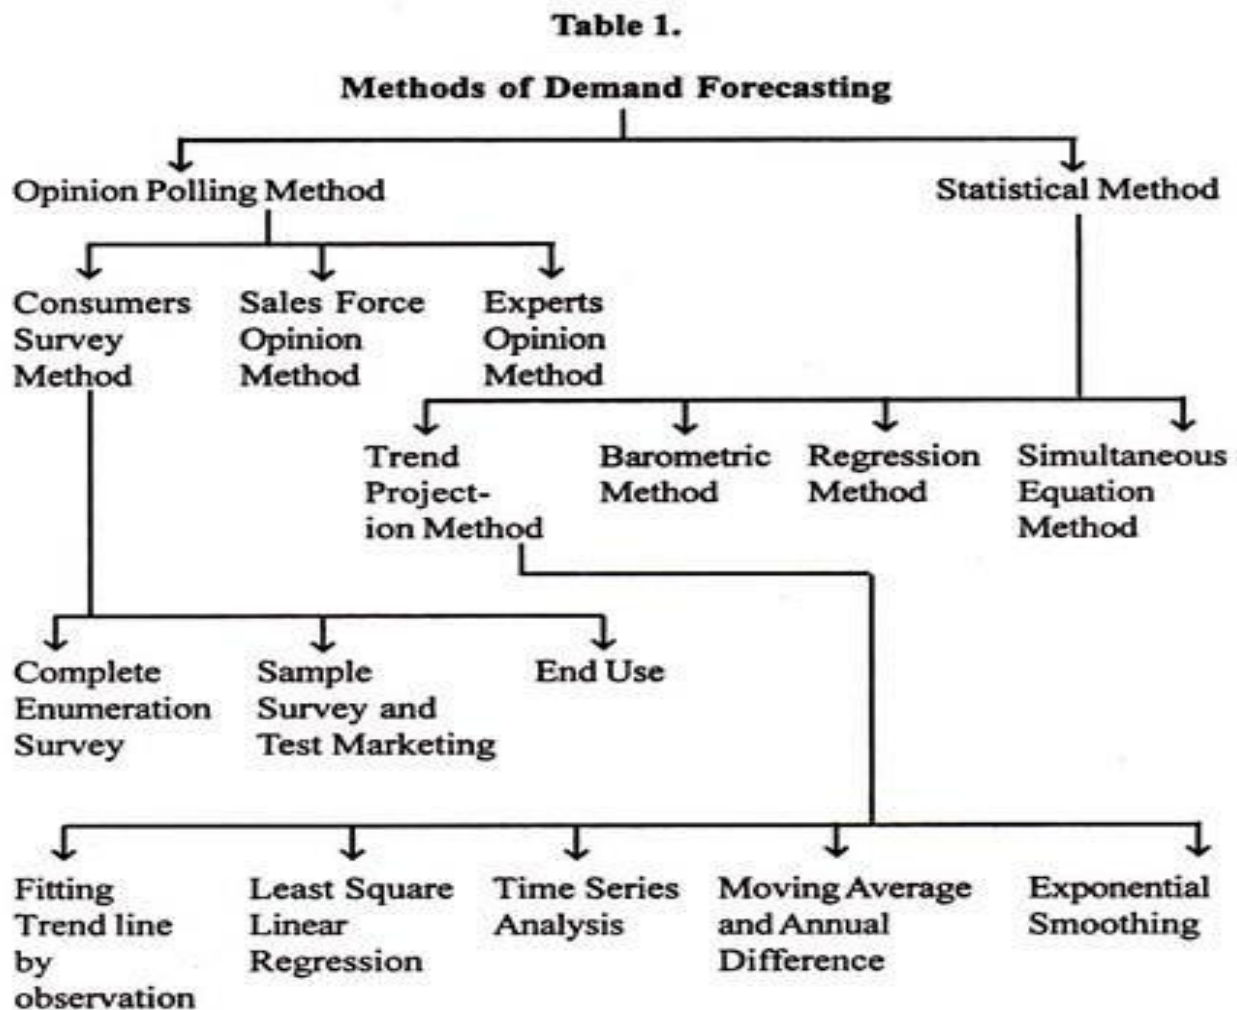 Table 1.
Methods of Demand Forecasting
Opinion Polling Method
Statistical Method
Consumers
Survey
Method
Sales Force
Opinion
Method
Experts
Opinion
Method
Trend
Project-
ion Method
Barometric
Method
Regression
Method
Simultaneous
Equation
Method
Complete
Enumeration
Survey
Sample
Survey and
Test Marketing
End Use
Fitting
Trend line
by
observation
Least Square
Linear
Regression
Time Series
Analysis
Moving Average
and Annual
Difference
Exponential
Smoothing